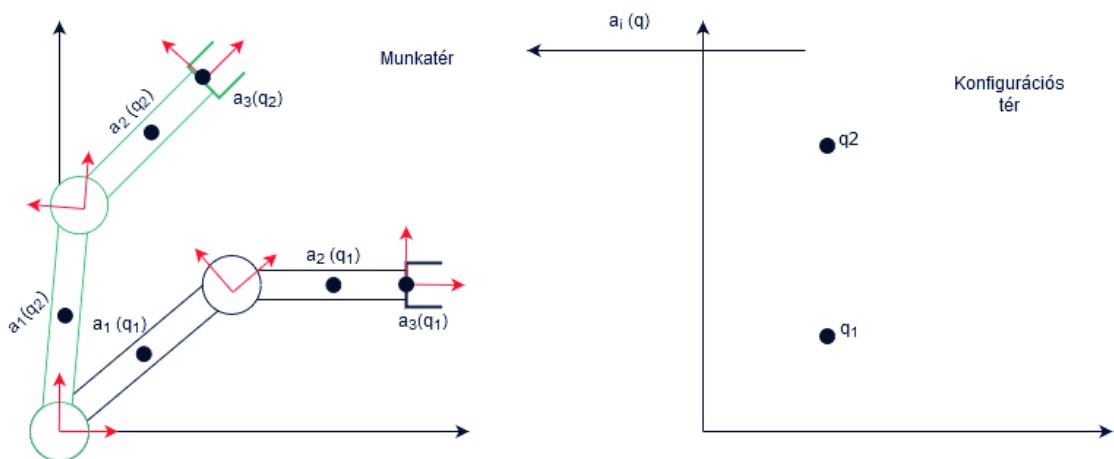 Munkatér
a₂ (q₂)
a₃(q₂)
a₁(q₂)
a₁ (q₁)
a₂ (q₁)
a₃(q₁)
aᵢ (q)
Konfigurációs
tér
q2
q₁